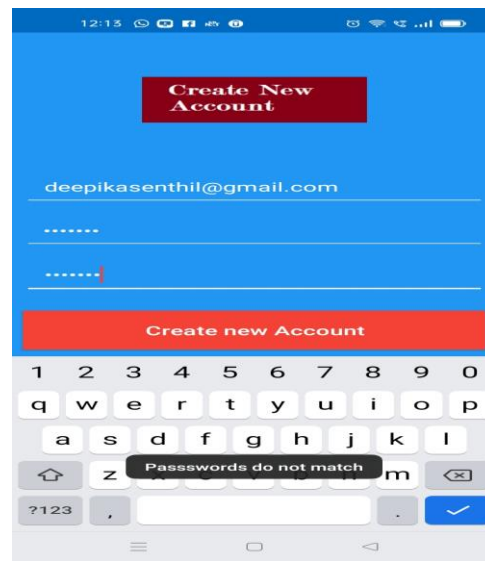 12:13
Create New
Account
deepikasenthil@gmail.com
Create new Account
1 2 3 4 5 6 7 8 9 0
q w e r t y u i o p
a s d f g h j k l
z m
Passswords do not match
?123 , .